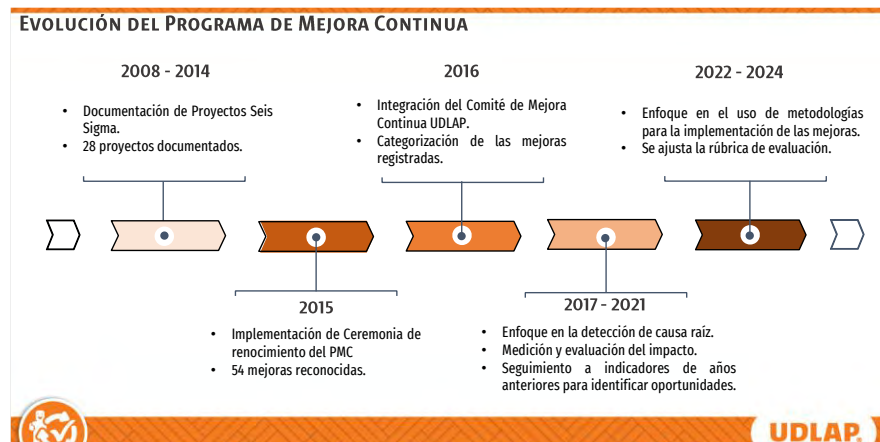 EVOLUCIÓN DEL PROGRAMA DE MEJORA CONTINUA
2008 - 2014
• Documentación de Proyectos Seis
Sigma.
• 28 proyectos documentados.
2016
• Integración del Comité de Mejora
Continua UDLAP.
• Categorización de las mejoras
registradas.
2022 - 2024
• Enfoque en el uso de metodologías
para la implementación de las mejoras.
• Se ajusta la rúbrica de evaluación.
2015
• Implementación de Ceremonia de
renocimiento del PMC
• 54 mejoras reconocidas.
2017 - 2021
• Enfoque en la detección de causa raíz.
• Medición y evaluación del impacto.
• Seguimiento a indicadores de años
anteriores para identificar oportunidades.
UDLAP.